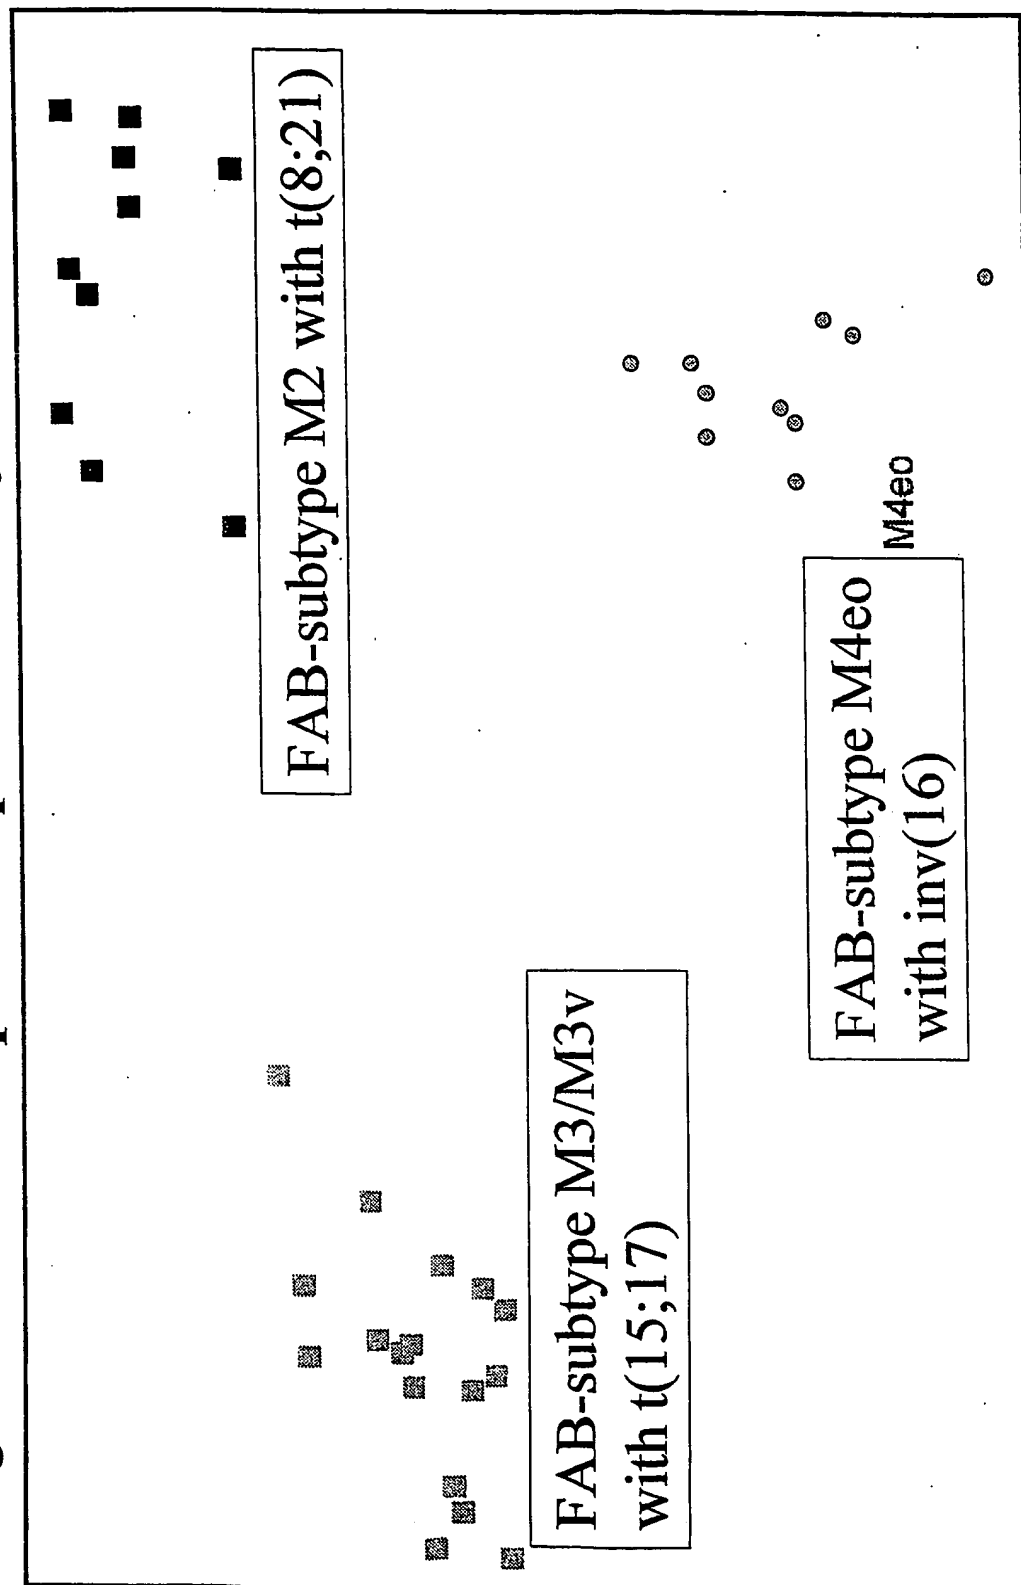 FAB-subtype M2 with t(8;21)
FAB-subtype M3/M3v
with t(15;17)
FAB-subtype M4eo
with inv(16)
M4eo